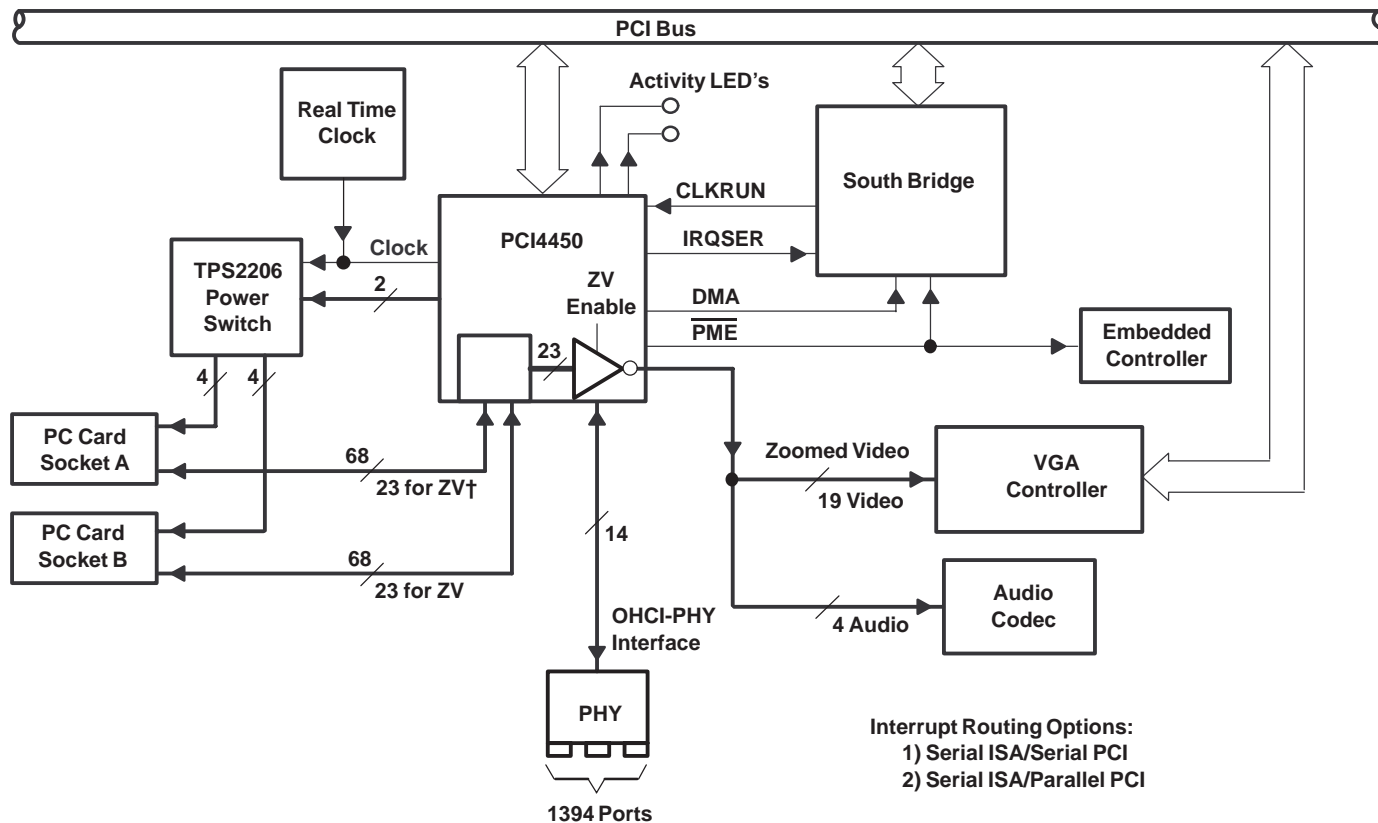 PCI Bus
Activity LED's
Real Time
Clock
South Bridge
CLKRUN
PCI4450
IRQSER
Clock
TPS2206
Power
Switch
2
ZV
Enable
DMA
PME
Embedded
Controller
23
4
4
PC Card
Socket A
68
23 for ZV†
Zoomed Video
19 Video
VGA
Controller
PC Card
Socket B
68
23 for ZV
14
Audio
Codec
4 Audio
OHCI-PHY
Interface
PHY
1394 Ports
Interrupt Routing Options:
1) Serial ISA/Serial PCI
2) Serial ISA/Parallel PCI